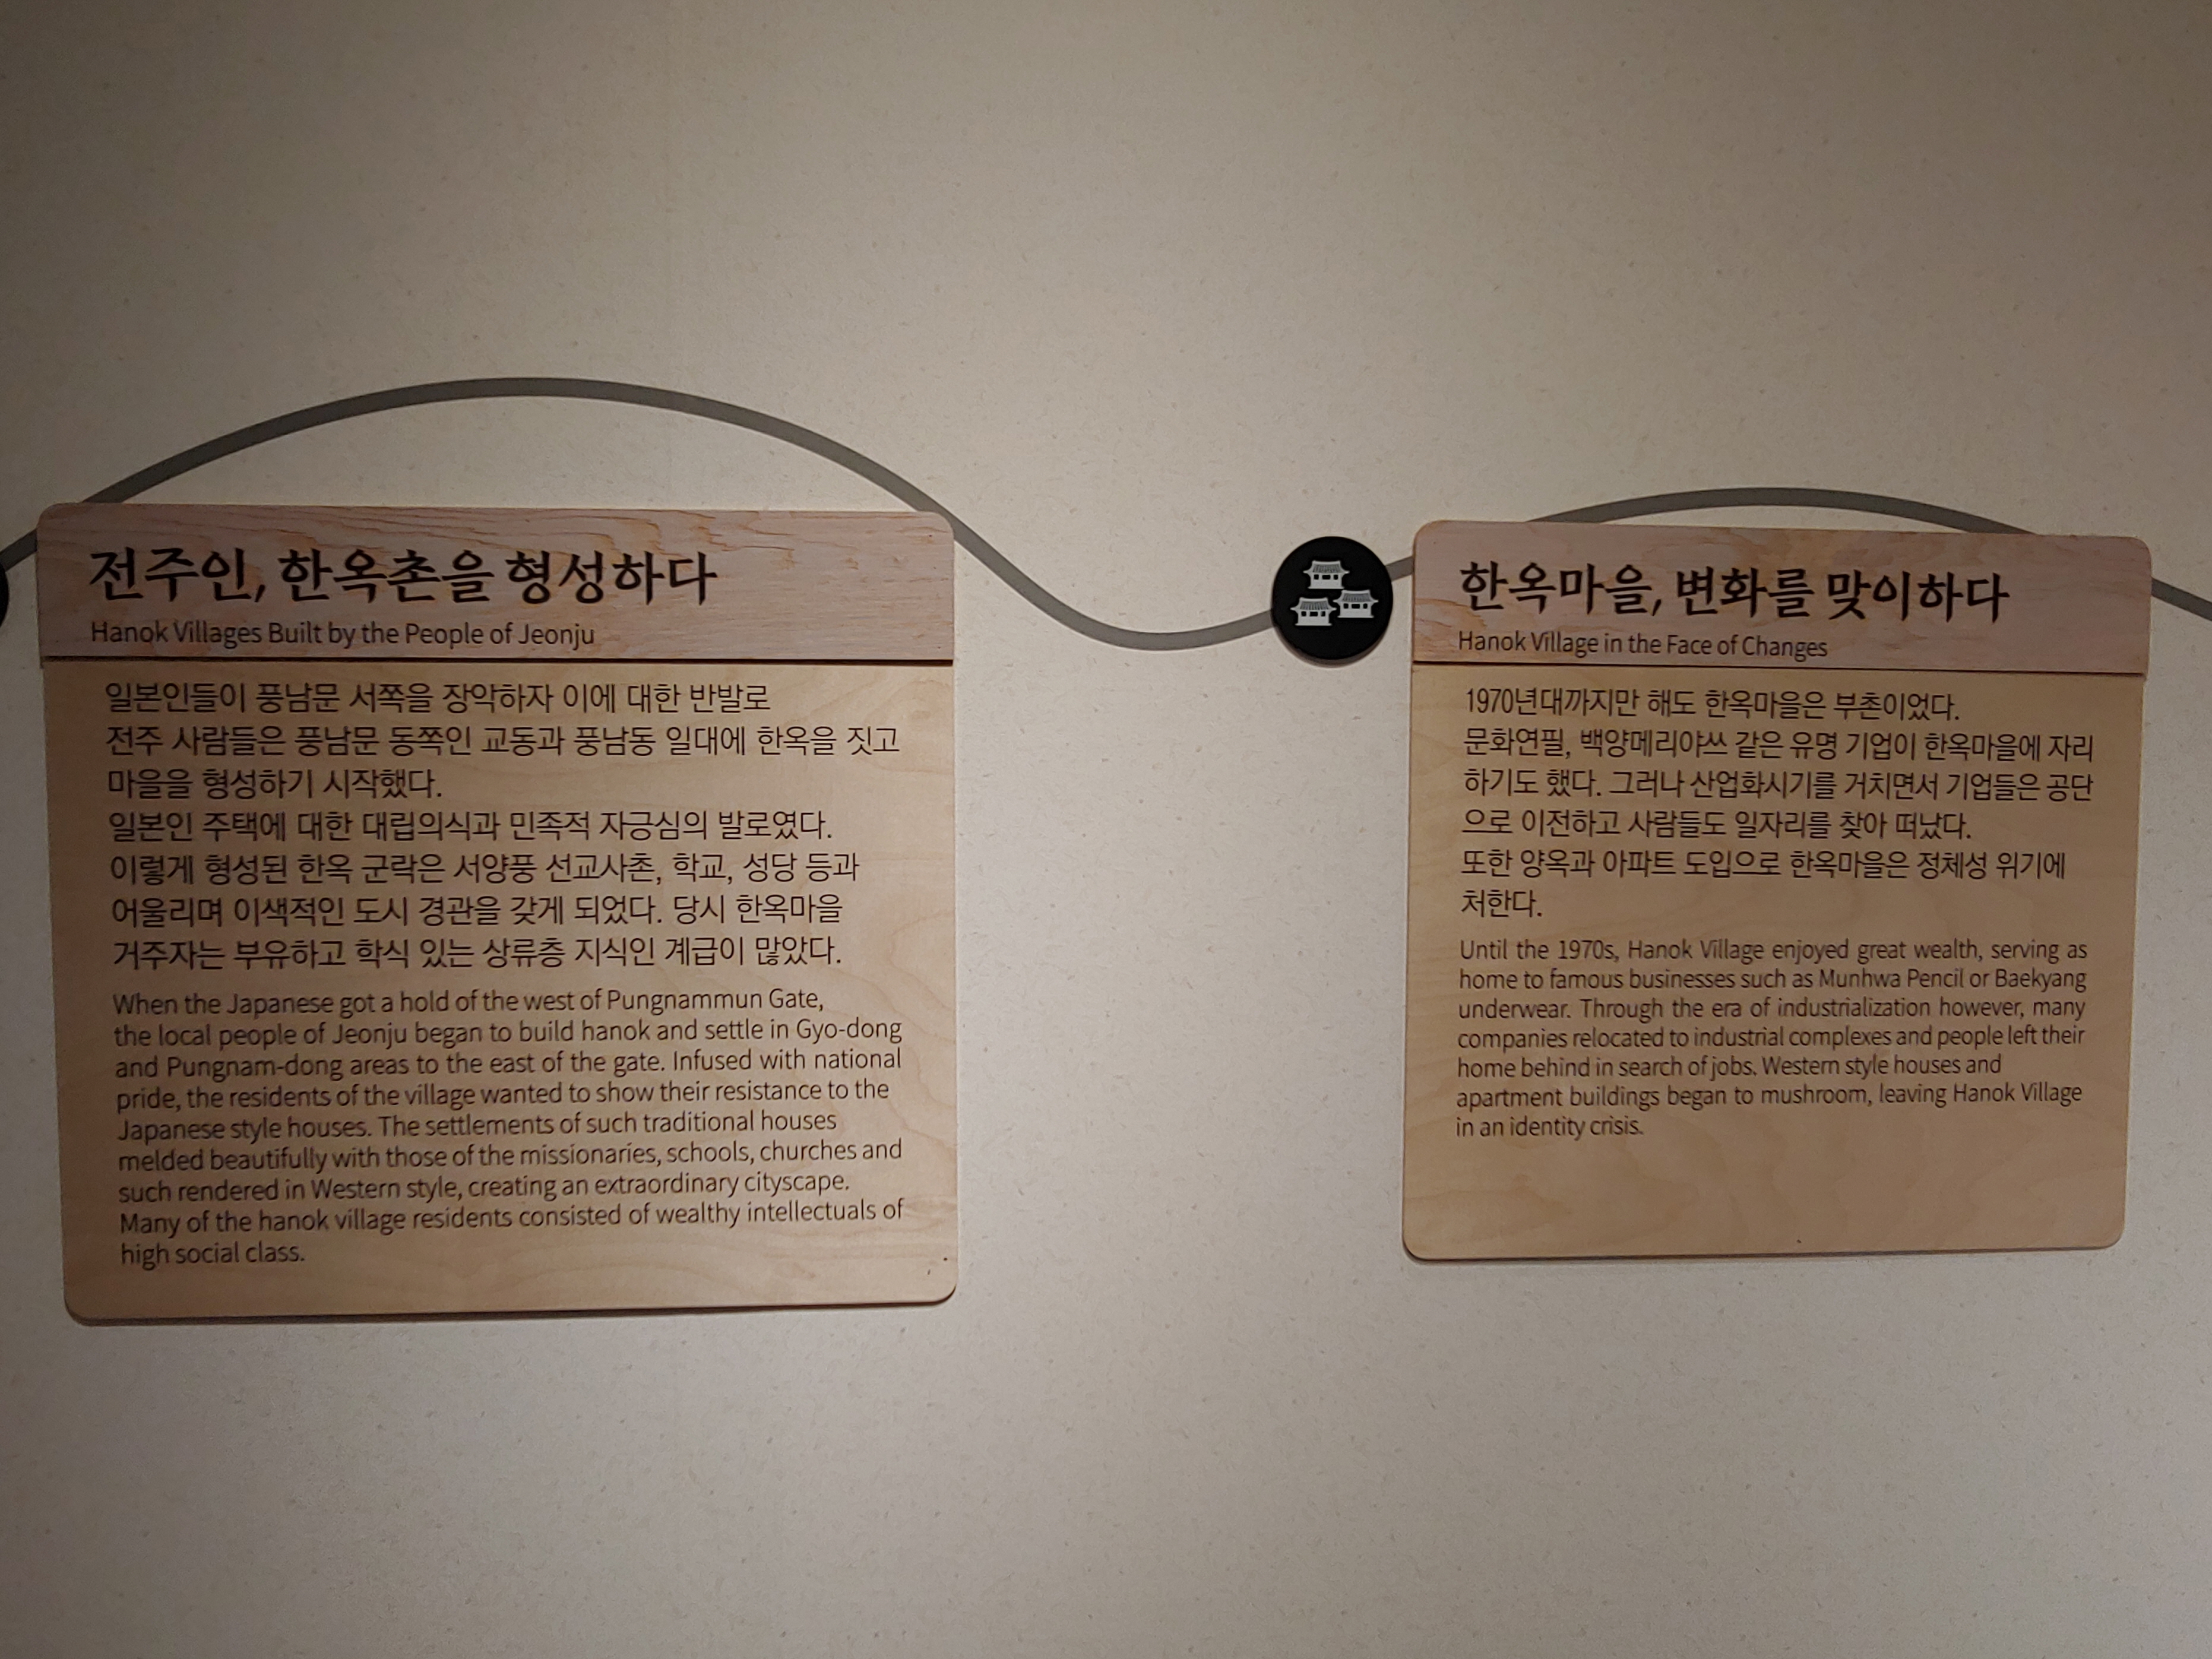 전주인, 한옥촌을 형성하다
Hanok Villages Built by the People of Jeonju
일본인들이 풍남문 서쪽을 장악하자 이에 대한 반발로
전주 사람들은 풍남문 동쪽인 교동과 풍남동 일대에 한옥을 짓고
마을을 형성하기 시작했다.
일본인 주택에 대한 대립의식과 민족적 자긍심의 발로였다.
이렇게 형성된 한옥 군락은 서양풍 선교사촌, 학교, 성당 등과
어울리며 이색적인 도시 경관을 갖게 되었다. 당시 한옥마을
거주자는 부유하고 학식 있는 상류층 지식인 계급이 많았다.
When the Japanese got a hold of the west of Pungnammun Gate,
the local people of Jeonju began to build hanok and settle in Gyo-dong
and Pungnam-dong areas to the east of the gate. Infused with national
pride, the residents of the village wanted to show their resistance to the
Japanese style houses. The settlements of such traditional houses
melded beautifully with those of the missionaries, schools, churches and
such rendered in Western style, creating an extraordinary cityscape.
Many of the hanok village residents consisted of wealthy intellectuals of
high social class.
한옥마을, 변화를 맞이하다
Hanok Village in the Face of Changes
1970년대까지만 해도 한옥마을은 부촌이었다.
문화연필, 백양메리야쓰 같은 유명 기업이 한옥마을에 자리
하기도 했다. 그러나 산업화시기를 거치면서 기업들은 공단
으로 이전하고 사람들도 일자리를 찾아 떠났다.
또한 양옥과 아파트 도입으로 한옥마을은 정체성 위기에
처한다.
Until the 1970s, Hanok Village enjoyed great wealth, serving as
home to famous businesses such as Munhwa Pencil or Baekyang
underwear. Through the era of industrialization however, many
companies relocated to industrial complexes and people left their
home behind in search of jobs. Western style houses and
apartment buildings began to mushroom, leaving Hanok Village
in an identity crisis.